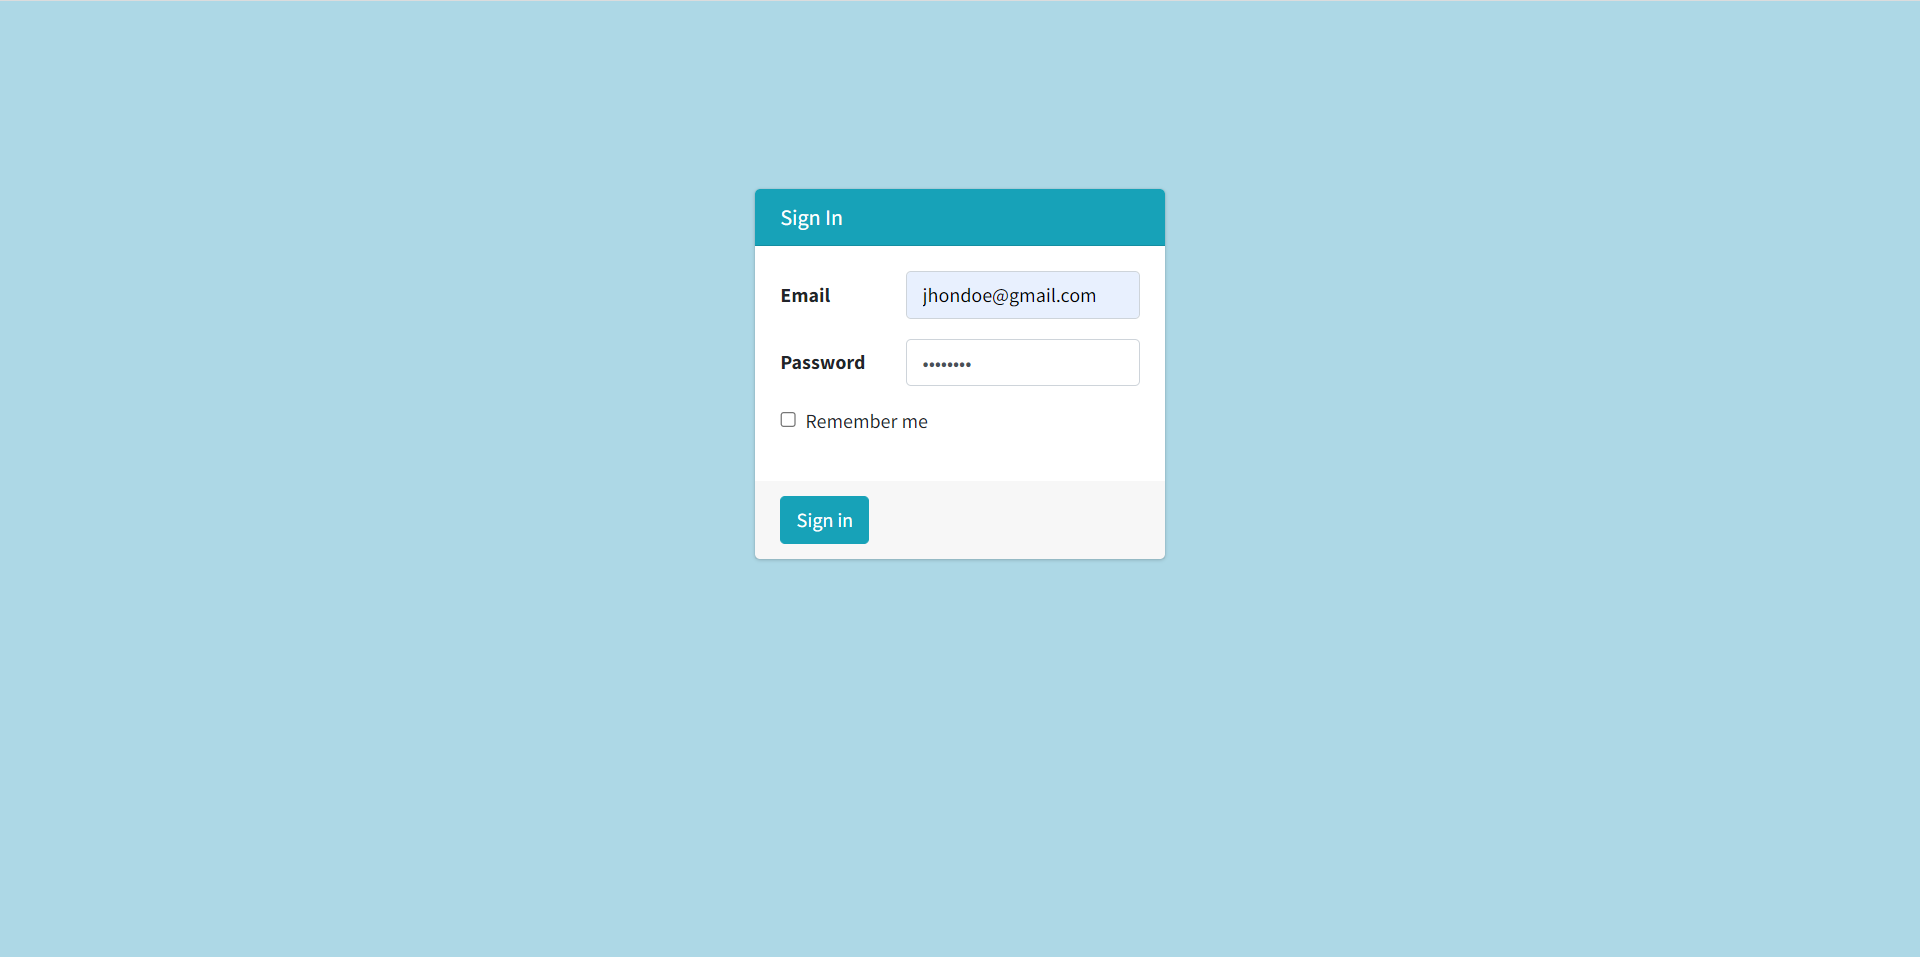 Sign In
Email jhondoe@gmail.com
Password ••••••••
Remember me
Sign in